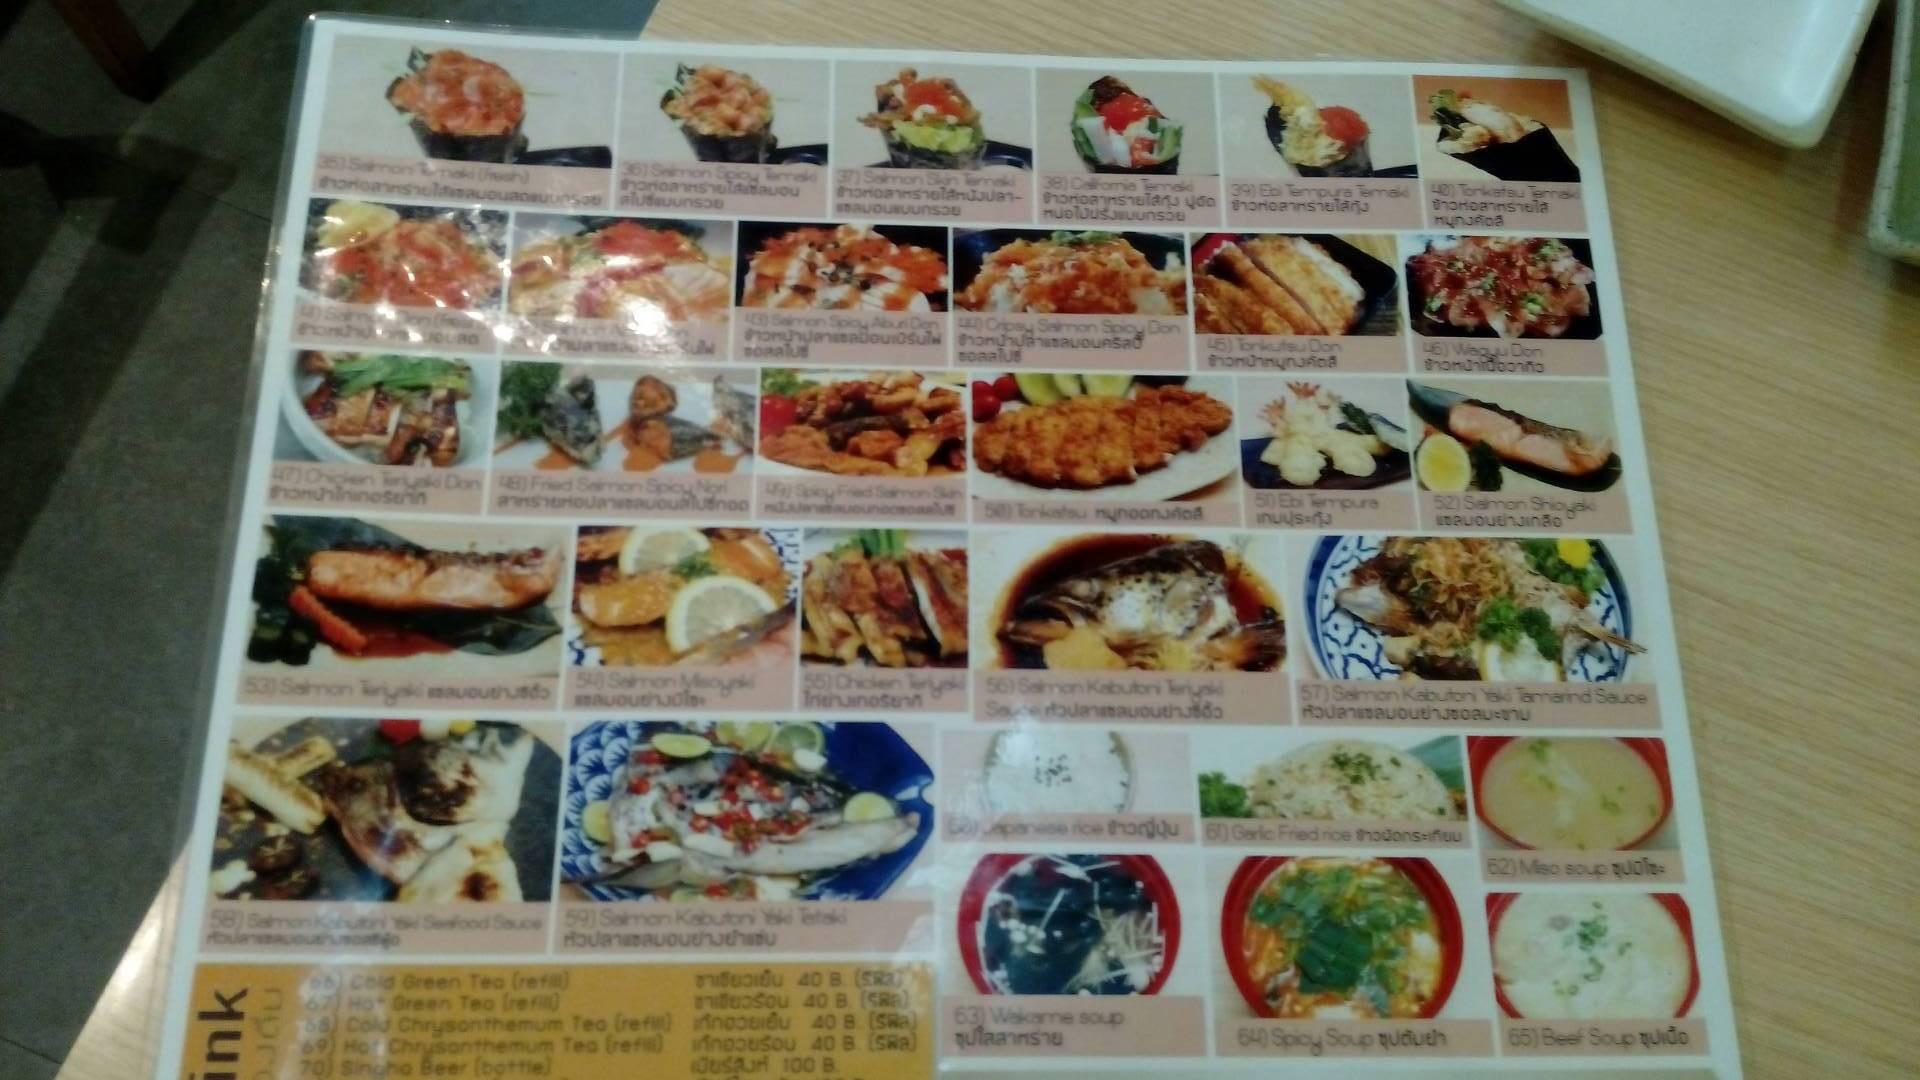 35) Salmon Temaki (fresh)
ข้าวห่อสาหร่ายไส้แซลมอนสดแบบกรวย
36) Salmon Spicy Temaki
ข้าวห่อสาหร่ายไส้แซลมอน
สไปซี่แบบกรวย
37) Salmon Skin Temaki
ข้าวห่อสาหร่ายไส้หนังปลา-
แซลมอนแบบกรวย
38) California Temaki
ข้าวห่อสาหร่ายไส้กุ้ง ปูอัด
หน่อไม้ฝรั่งแบบกรวย
39) Ebi Tempura Temaki
ข้าวห่อสาหร่ายไส้กุ้ง
40) Tonkatsu Temaki
ข้าวห่อสาหร่ายไส้
หมูทงคัตสึ
41) Salmon Don (fresh)
43) Salmon Spicy Aburi Don
ข้าวหน้าปลาแซลมอนเบิร์นไฟ
ซอสสไปซี่
44) Cripsy Salmon Spicy Don
ข้าวหน้าปลาแซลมอนคริสปี้
ซอสสไปซี่
45) Tonkutsu Don
ข้าวหน้าหมูทงคัตสึ
46) Wagyu Don
ข้าวหน้าเนื้อวากิว
47) Chicken Teriyaki Don
ข้าวหน้าไก่เทอริยากิ
48) Fried Salmon Spicy Nori
สาหร่ายห่อปลาแซลมอนสไปซี่ทอด
49) Spicy Fried Salmon Skin
หนังปลาแซลมอนทอดซอสสไปซี่
50) Tonkatsu หมูทอดทงคัตสึ
51) Ebi Tempura
เทมปุระกุ้ง
52) Salmon Shioyaki
แซลมอนย่างเกลือ
53) Salmon Teriyaki แซลมอนย่างซีอิ๊ว
54) Salmon Misoyaki
แซลมอนย่างมิโซะ
55) Chicken Teriyaki
ไก่ย่างเทอริยากิ
56) Salmon Kabutoni Teriyaki
Sauce หัวปลาแซลมอนย่างซีอิ๊ว
57) Salmon Kabutoni Yaki Tamarind Sauce
หัวปลาแซลมอนย่างซอสมะขาม
58) Salmon Kabutoni Yaki Seafood Sauce
หัวปลาแซลมอนย่างซอสซีฟู้ด
59) Salmon Kabutoni Yaki Tataki
หัวปลาแซลมอนย่างยำแซ่บ
60) Japanese rice ข้าวญี่ปุ่น
61) Garlic Fried rice ข้าวผัดกระเทียม
62) Miso soup ซุปมิโซะ
63) Wakame soup
ซุปใสสาหร่าย
64) Spicy Soup ซุปต้มยำ
65) Beef Soup ซุปเนื้อ
ink
66) Cold Green Tea (refill) ชาเขียวเย็น 40 B. (รีฟิล)
67) Hot Green Tea (refill) ชาเขียวร้อน 40 B. (รีฟิล)
68) Cold Chrysanthemum Tea (refill) เก๊กฮวยเย็น 40 B. (รีฟิล)
69) Hot Chrysanthemum Tea (refill) เก๊กฮวยร้อน 40 B. (รีฟิล)
70) Singha Beer (bottle) เบียร์สิงห์ 100 B.